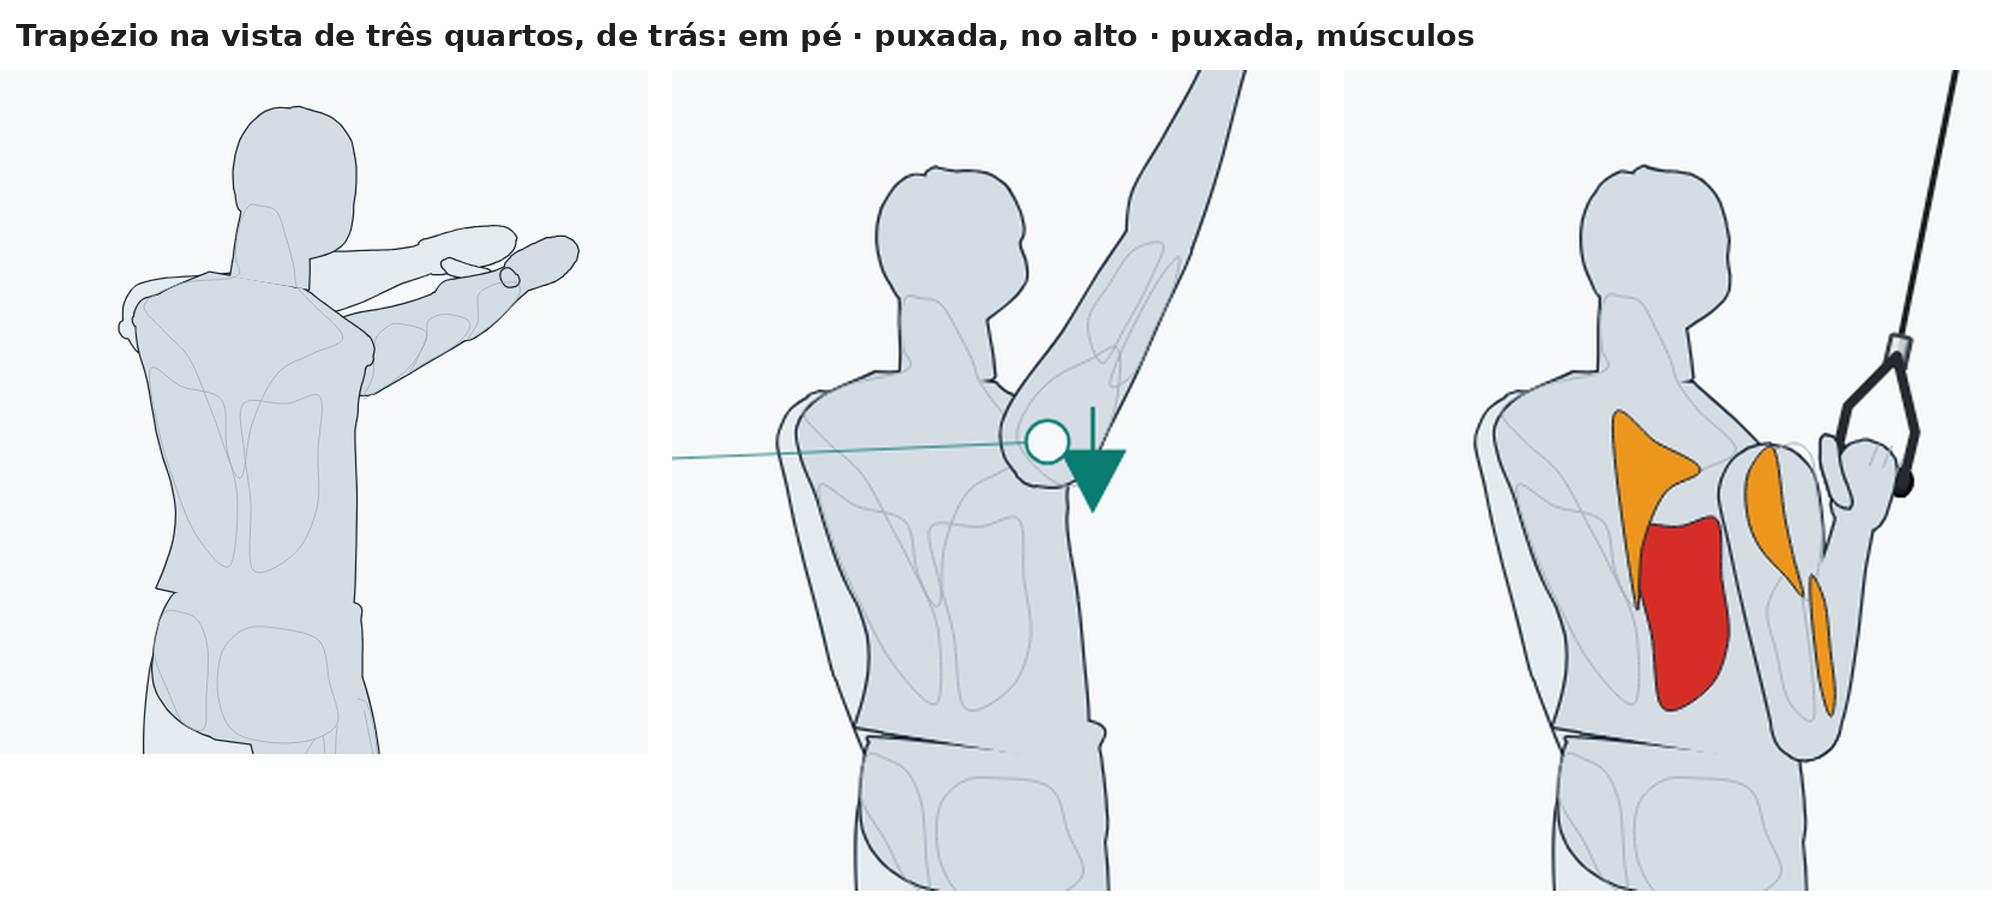 Trapézio na vista de três quartos, de trás: em pé · puxada, no alto · puxada, músculos